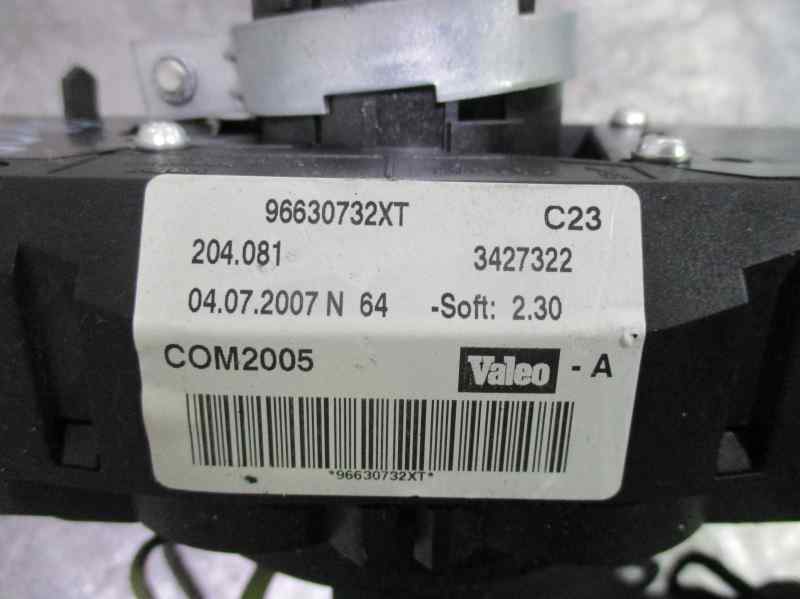 96630732XT C23
204.081 3427322
04.07.2007 N 64 -Soft: 2.30
COM2005 Valeo - A
*96630732XT*